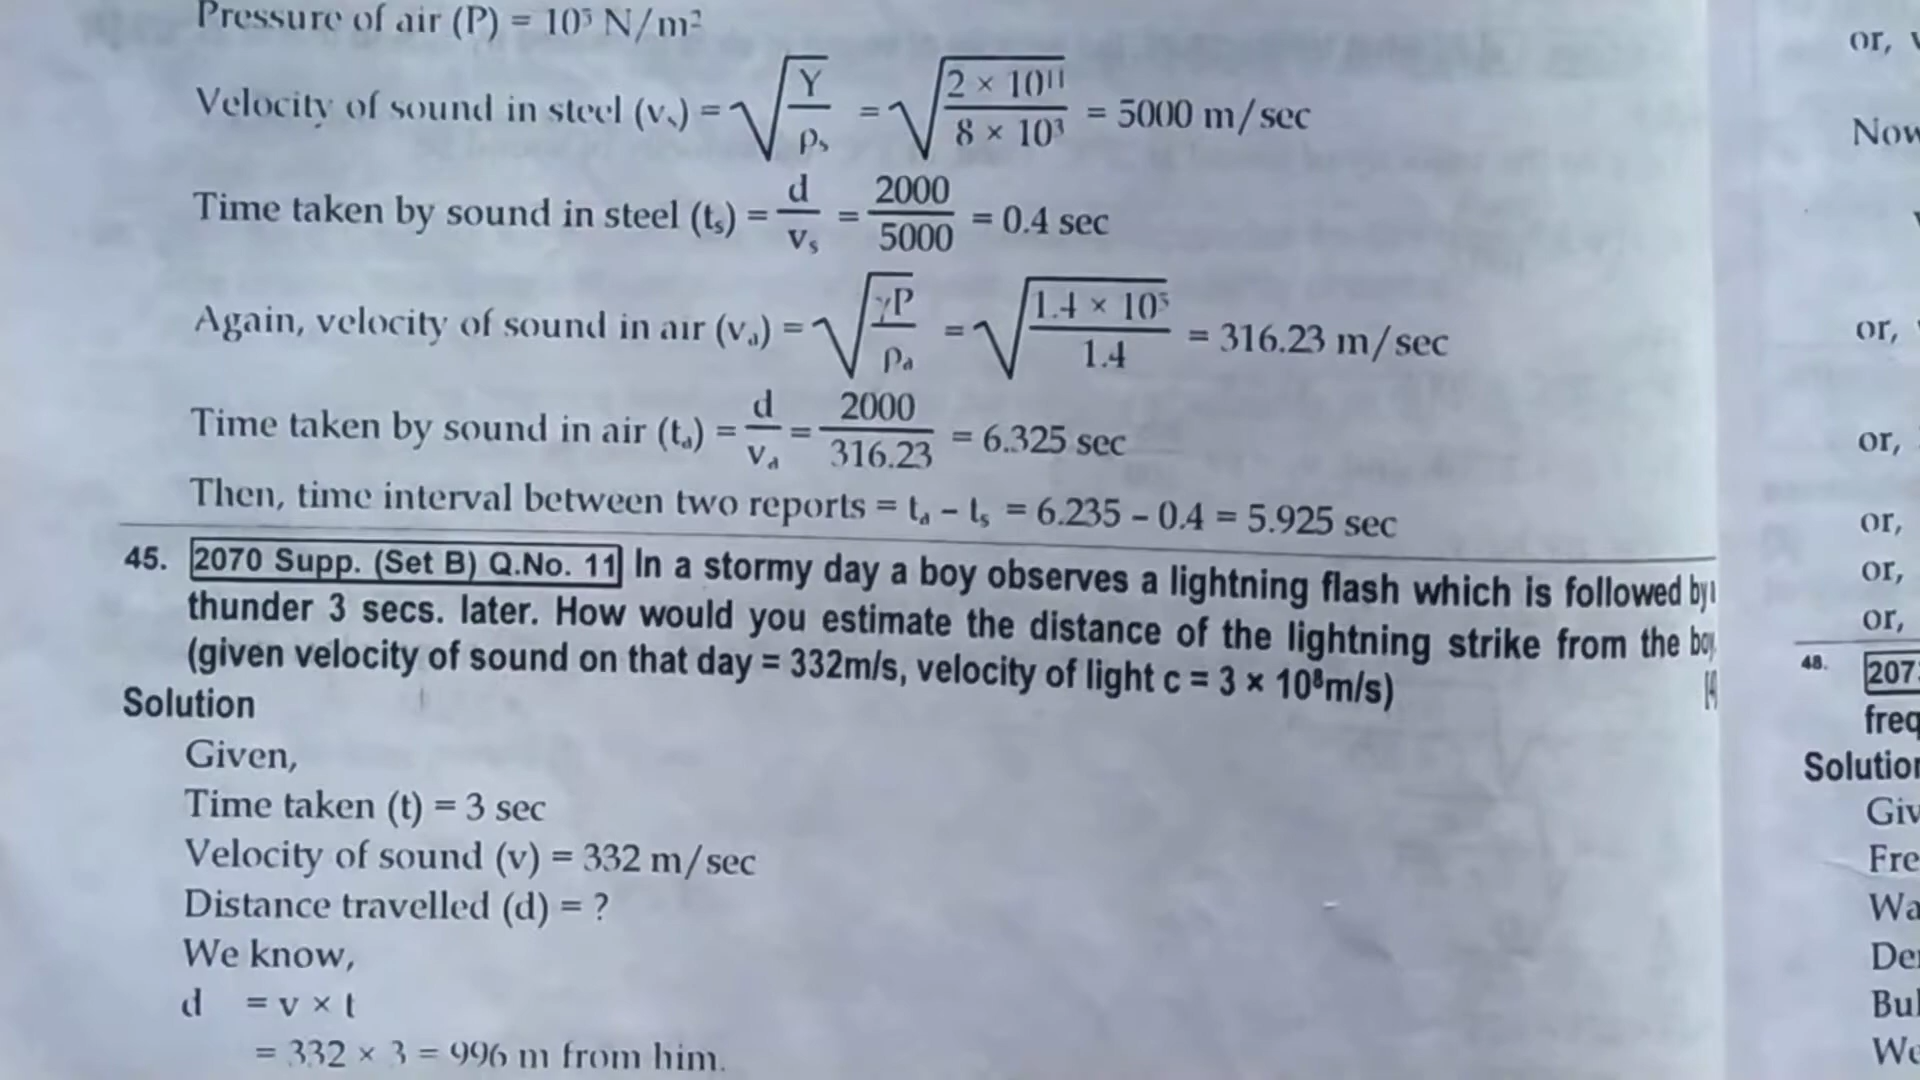 Pressure of air (P) = 10⁵ N/m²
Velocity of sound in steel (vₛ) = √(Y/ρₛ) = √(2 × 10¹¹ / 8 × 10³) = 5000 m/sec
Time taken by sound in steel (tₛ) = d/vₛ = 2000/5000 = 0.4 sec
Again, velocity of sound in air (vₐ) = √(γP/ρₐ) = √(1.4 × 10⁵ / 1.4) = 316.23 m/sec
Time taken by sound in air (tₐ) = d/vₐ = 2000/316.23 = 6.325 sec
Then, time interval between two reports = tₐ – tₛ = 6.235 – 0.4 = 5.925 sec
45. 2070 Supp. (Set B) Q.No. 11 In a stormy day a boy observes a lightning flash which is followed by
thunder 3 secs. later. How would you estimate the distance of the lightning strike from the
(given velocity of sound on that day = 332m/s, velocity of light c = 3 × 10⁸m/s)
Solution
Given,
Time taken (t) = 3 sec
Velocity of sound (v) = 332 m/sec
Distance travelled (d) = ?
We know,
d = v × t
= 332 × 3 = 996 m from him.
or,
or,
or,
or,
or,
or,
48.